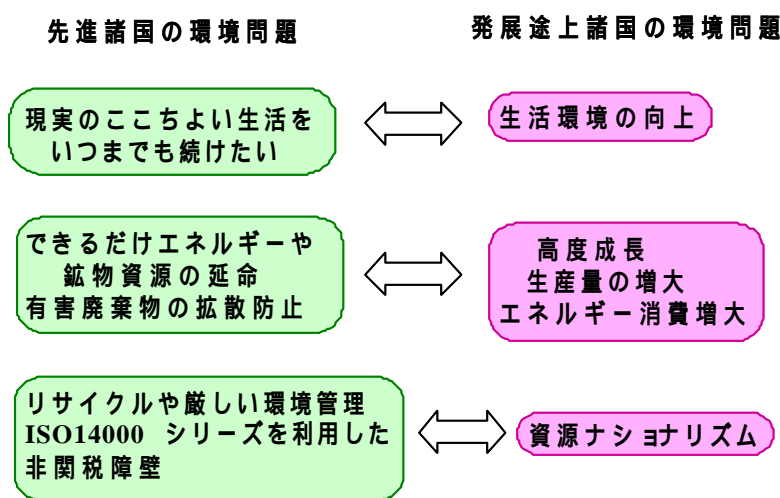 先進諸国の環境問題
発展途上諸国の環境問題
現実のここちよい生活を
いつまでも続けたい
生活環境の向上
できるだけエネルギーや
鉱物資源の延命
有害廃棄物の拡散防止
高度成長
生産量の増大
エネルギー消費増大
リサイクルや厳しい環境管理
ISO14000 シリーズを利用した
非関税障壁
資源ナショナリズム